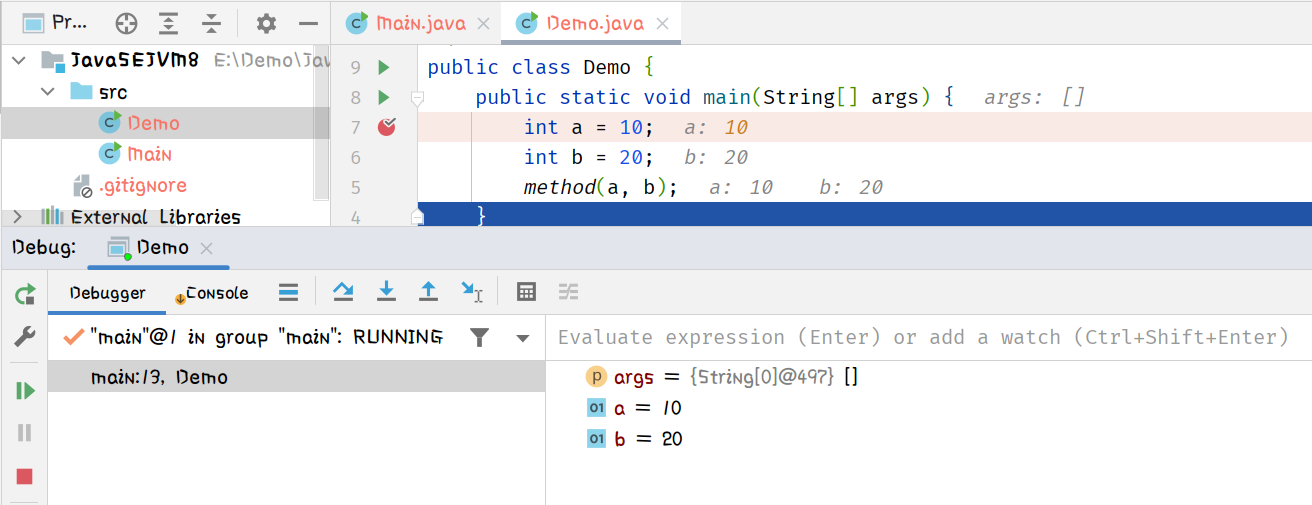 Pr...
Main.java
Demo.java
JavaSEJVM8 E:\Demo\Jav
src
Demo
Main
.gitignore
External Libraries
9 public class Demo {
8 public static void main(String[] args) { args: []
7 int a = 10; a: 10
6 int b = 20; b: 20
5 method(a, b); a: 10 b: 20
4 }
Debug: Demo
Debugger Console
"main"@1 in group "main": RUNNING
Evaluate expression (Enter) or add a watch (Ctrl+Shift+Enter)
main:13, Demo
p args = {String[0]@497} []
01 a = 10
01 b = 20